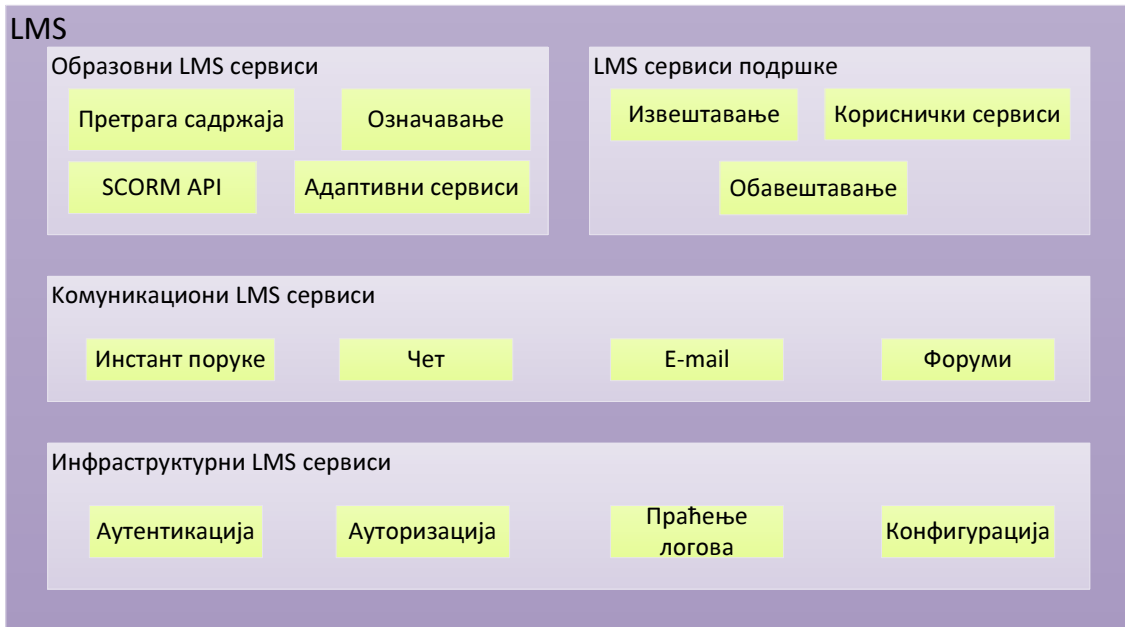 LMS
Образовни LMS сервиси
Претрага садржаја
Означавање
SCORM API
Адаптивни сервиси
LMS сервиси подршке
Извештавање
Кориснички сервиси
Обавештавање
Комуникациони LMS сервиси
Инстант поруке
Чет
E-mail
Форуми
Инфраструктурни LMS сервиси
Аутентикација
Ауторизација
Праћење
логова
Конфигурација